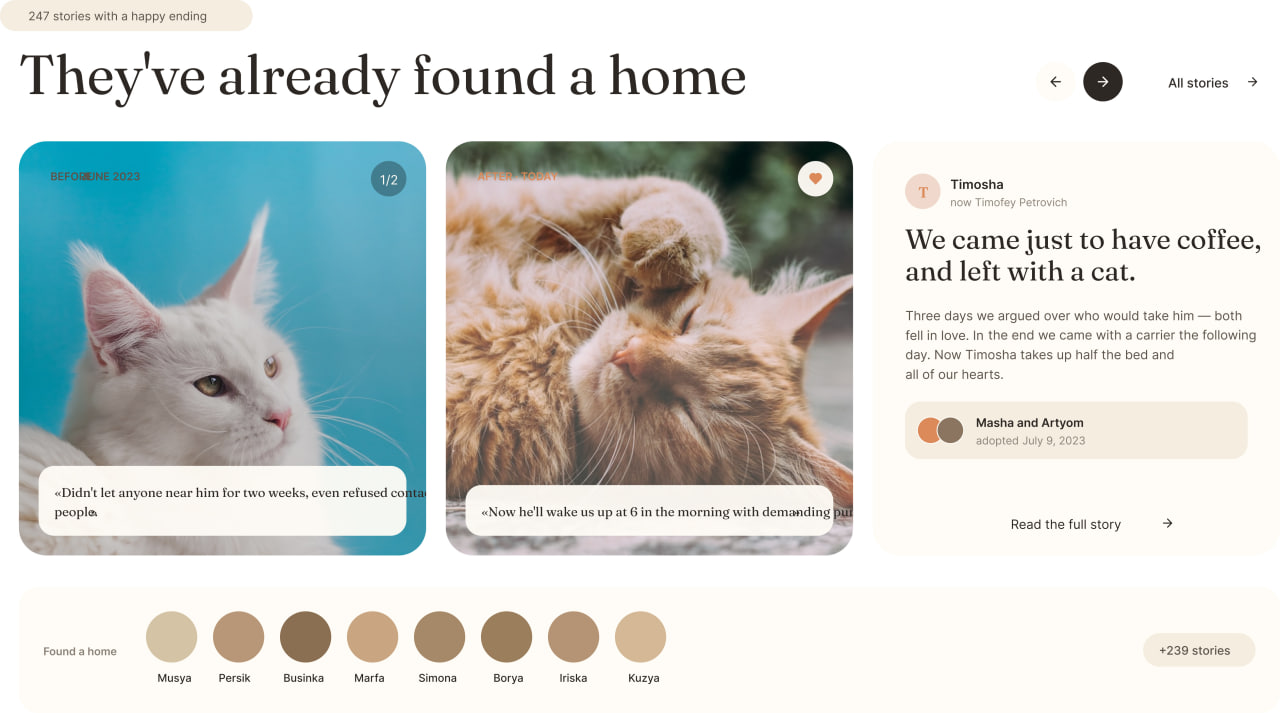 247 stories with a happy ending
They've already found a home
All stories
BEFORE JUNE 2023
1/2
AFTER · TODAY
«Didn't let anyone near him for two weeks, even refused
people.»
«Now he'll wake us up at 6 in the morning with demanding
T
Timosha
now Timofey Petrovich
We came just to have coffee,
and left with a cat.
Three days we argued over who would take him — both
fell in love. In the end we came with a carrier the following
day. Now Timosha takes up half the bed and
all of our hearts.
Masha and Artyom
adopted July 9, 2023
Read the full story
Found a home
Musya
Persik
Businka
Marfa
Simona
Borya
Iriska
Kuzya
+239 stories